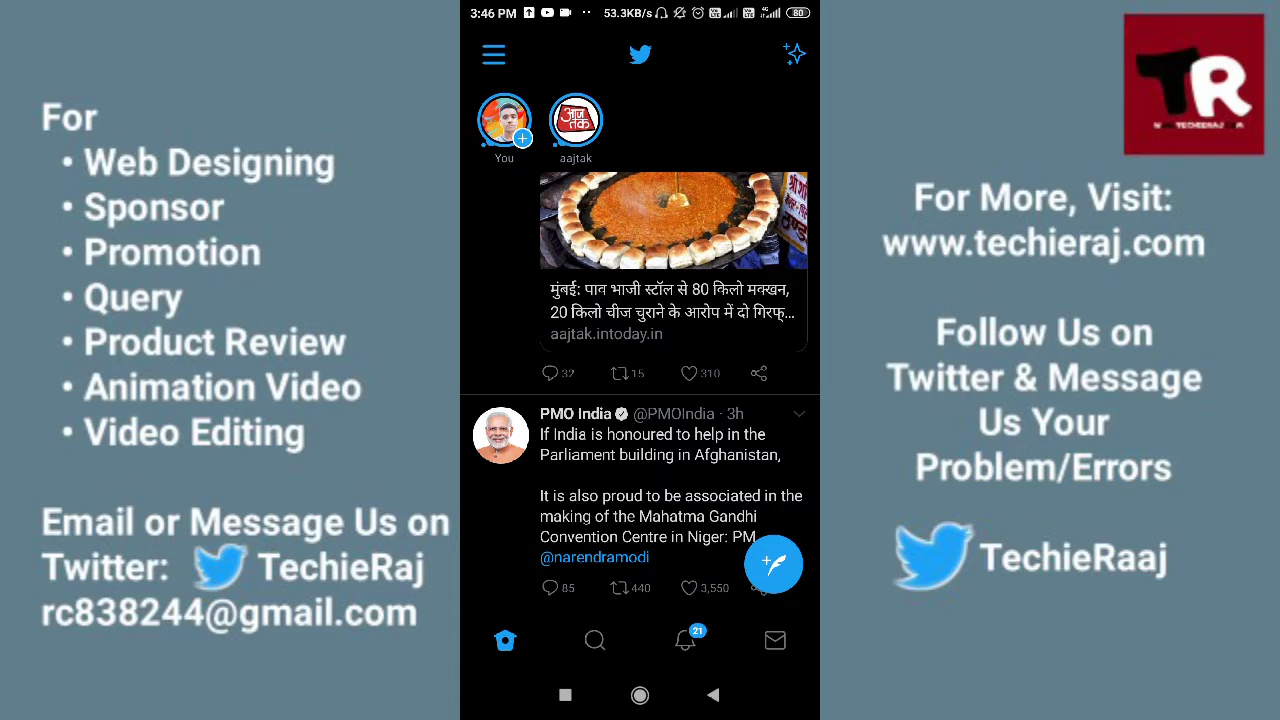 For
• Web Designing
• Sponsor
• Promotion
• Query
• Product Review
• Animation Video
• Video Editing
Email or Message Us on
Twitter: TechieRaj
rc838244@gmail.com
3:46 PM 53.3KB/s 4G 80
You
aajtak
आज
तक
मुंबई: पाव भाजी स्टॉल से 80 किलो मक्खन,
20 किलो चीज चुराने के आरोप में दो गिरफ्...
aajtak.intoday.in
32 15 310
PMO India @PMOIndia · 3h
If India is honoured to help in the
Parliament building in Afghanistan,
It is also proud to be associated in the
making of the Mahatma Gandhi
Convention Centre in Niger: PM
@narendramodi
85 440 3,550
21
TR
For More, Visit:
www.techieraj.com
Follow Us on
Twitter & Message
Us Your
Problem/Errors
TechieRaaj